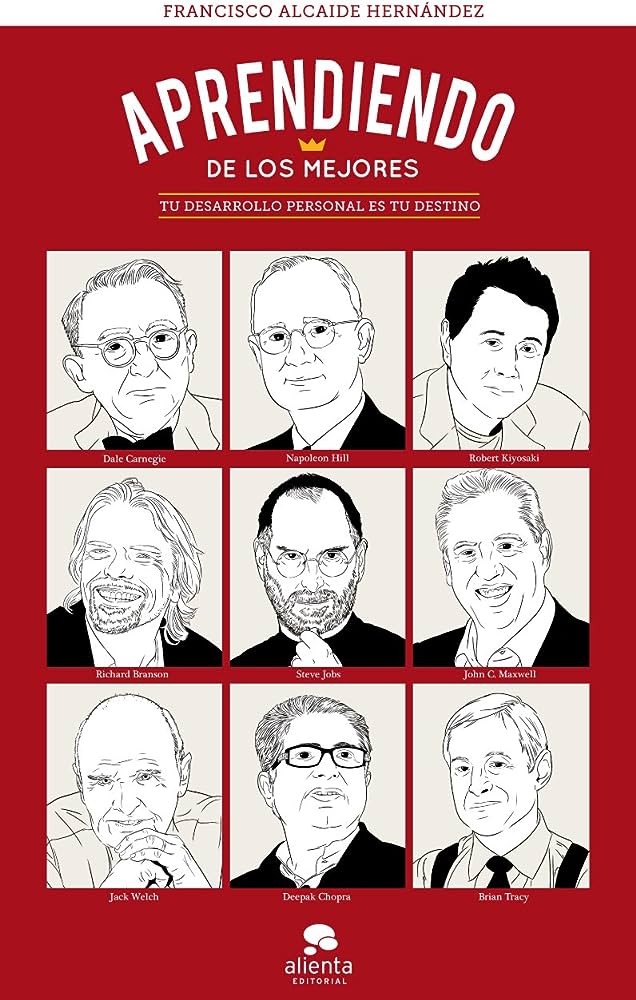 FRANCISCO ALCAIDE HERNÁNDEZ
APRENDIENDO
DE LOS MEJORES
TU DESARROLLO PERSONAL ES TU DESTINO
Dale Carnegie
Napoleon Hill
Robert Kiyosaki
Richard Branson
Steve Jobs
John C. Maxwell
Jack Welch
Deepak Chopra
Brian Tracy
alienta
EDITORIAL